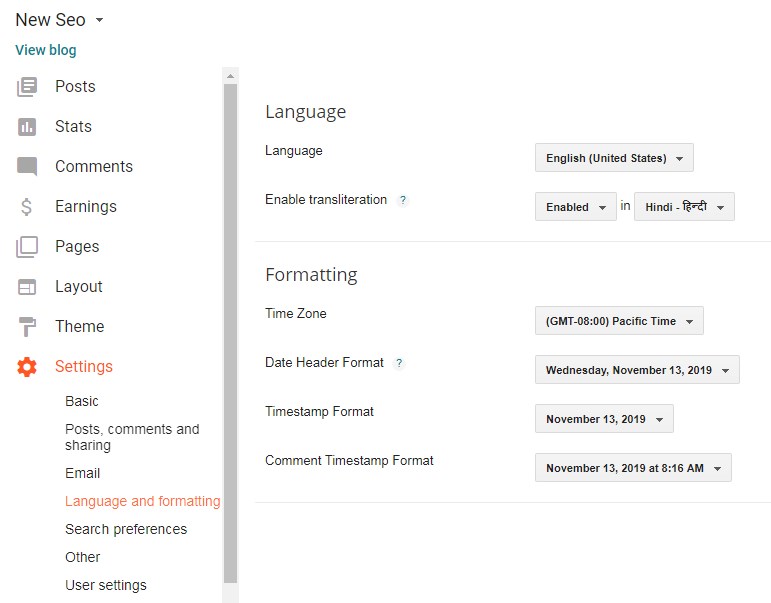 New Seo
View blog
Posts
Stats
Comments
Earnings
Pages
Layout
Theme
Settings
Basic
Posts, comments and
sharing
Email
Language and formatting
Search preferences
Other
User settings
Language
Language
English (United States)
Enable transliteration ?
Enabled in Hindi - हिन्दी
Formatting
Time Zone
(GMT-08:00) Pacific Time
Date Header Format ?
Wednesday, November 13, 2019
Timestamp Format
November 13, 2019
Comment Timestamp Format
November 13, 2019 at 8:16 AM